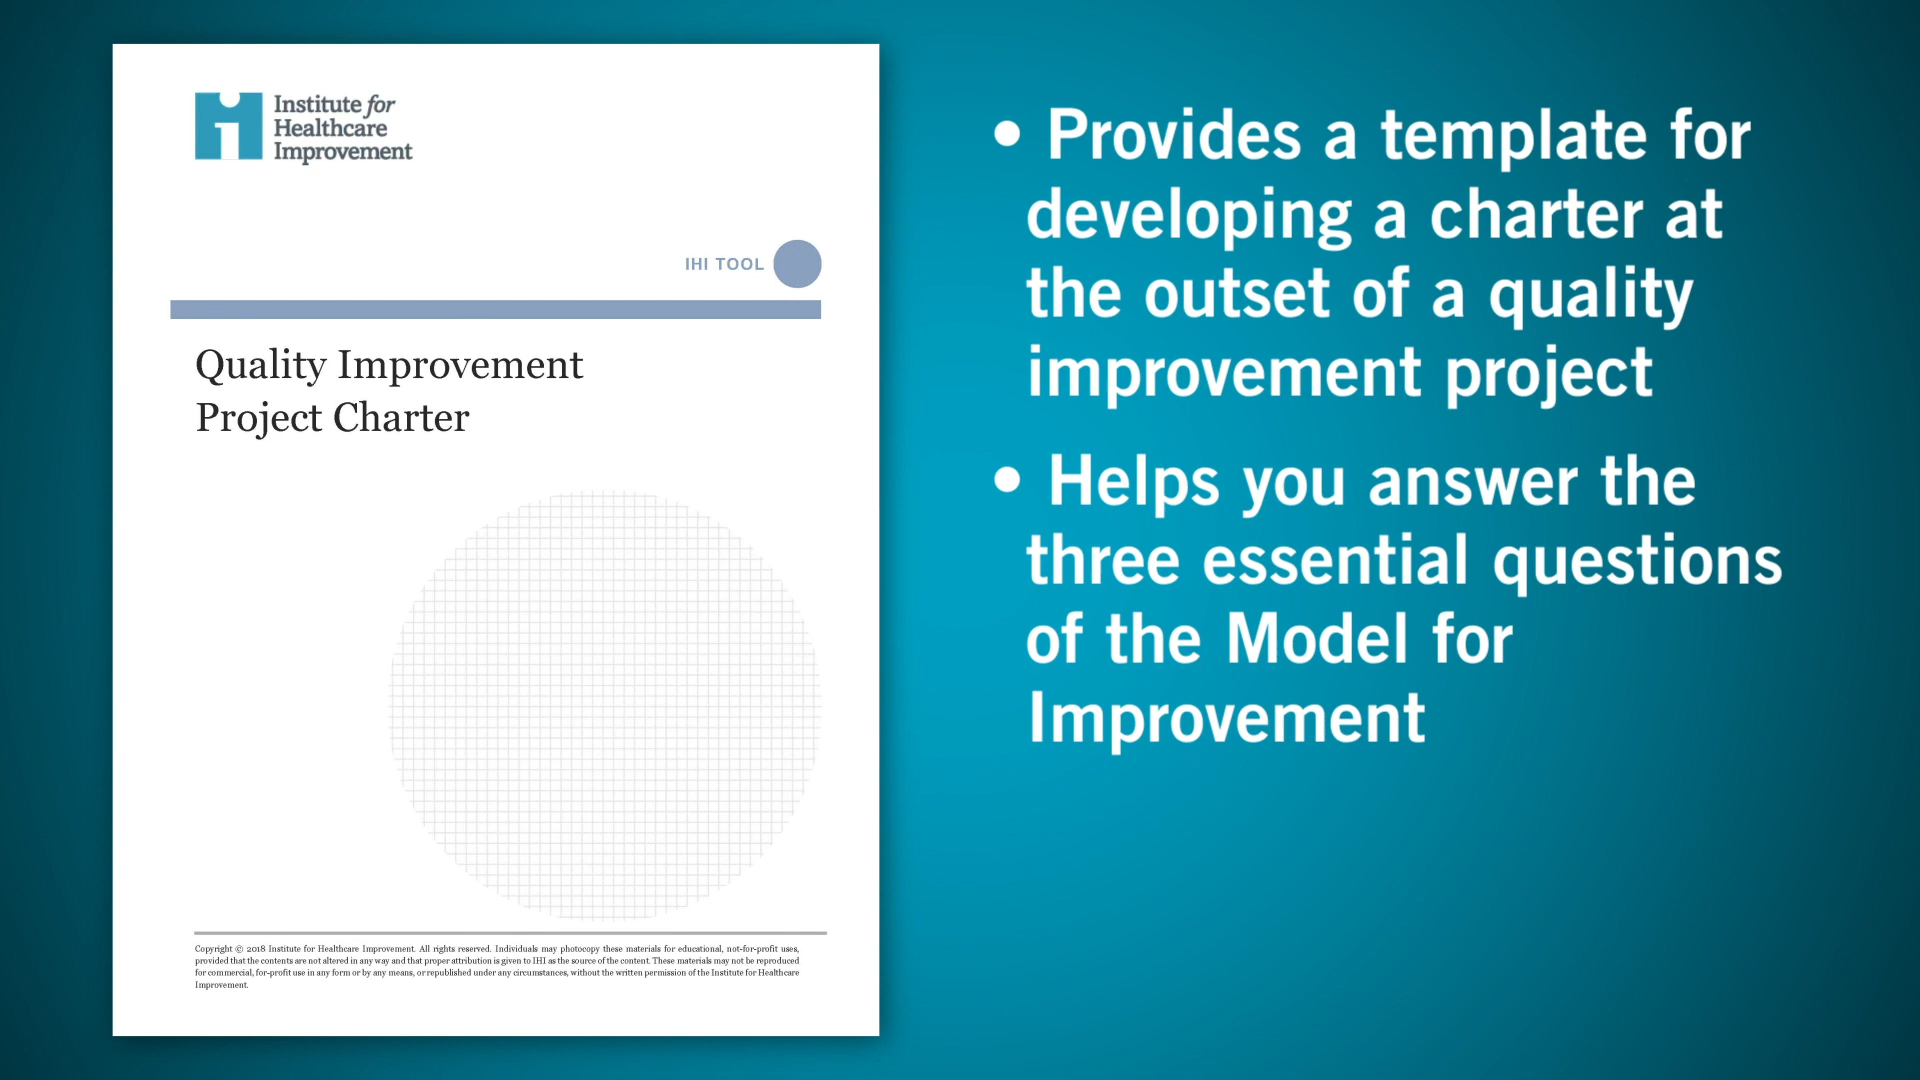 Institute for
Healthcare
Improvement
IHI TOOL
Quality Improvement
Project Charter
Copyright © 2018 Institute for Healthcare Improvement. All rights reserved. Individuals may photocopy these materials for educational, not-for-profit uses,
provided that the contents are not altered in any way and that proper attribution is given to IHI as the source of the content. These materials may not be reproduced
for commercial, for-profit use in any form or by any means, or republished under any circumstances, without the written permission of the Institute for Healthcare
Improvement.
• Provides a template for
developing a charter at
the outset of a quality
improvement project
• Helps you answer the
three essential questions
of the Model for
Improvement